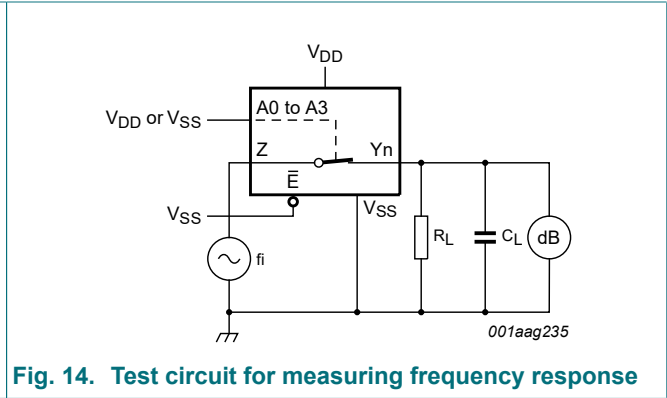 VDD
VDD or VSS
A0 to A3
Z
Yn
E̅
VSS
VSS
fi
RL
CL
dB
001aag235
Fig. 14. Test circuit for measuring frequency response